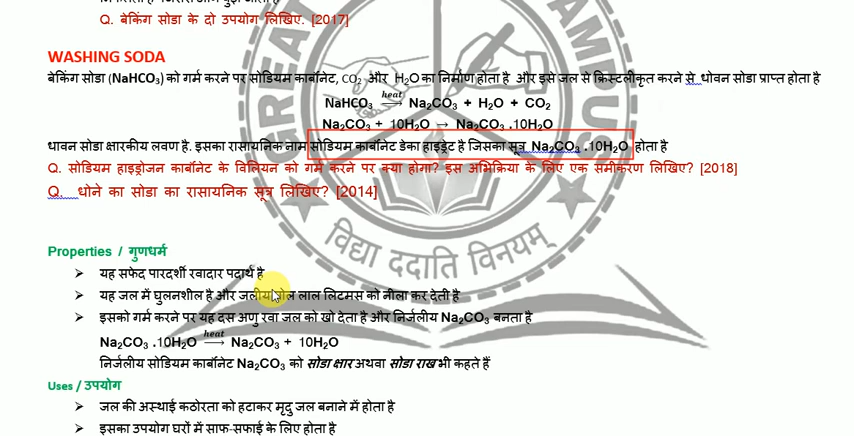 Q. बेकिंग सोडा के दो उपयोग लिखिए. [2017]
WASHING SODA
बेकिंग सोडा (NaHCO₃) को गर्म करने पर सोडियम कार्बोनेट, CO₂ और H₂O का निर्माण होता है और इसे जल से क्रिस्टलीकृत करने से धोवन सोडा प्राप्त होता है
NaHCO₃ heat→ Na₂CO₃ + H₂O + CO₂
Na₂CO₃ + 10H₂O → Na₂CO₃ .10H₂O
धावन सोडा क्षारकीय लवण है. इसका रासायनिक नाम सोडियम कार्बोनेट डेका हाइड्रेट है जिसका सूत्र Na₂CO₃ .10H₂O होता है
Q. सोडियम हाइड्रोजन कार्बोनेट के विलियन को गर्म करने पर क्या होगा? इस अभिक्रिया के लिए एक समीकरण लिखिए? [2018]
Q. धोने का सोडा का रासायनिक सूत्र लिखिए? [2014]
GREAT
CAMPUS
विद्या ददाति विनयम्
Properties / गुणधर्म
➤ यह सफेद पारदर्शी रवादार पदार्थ है
➤ यह जल में घुलनशील है और जलीय घोल लाल लिटमस को नीला कर देती है
➤ इसको गर्म करने पर यह दस अणु रवा जल को खो देता है और निर्जलीय Na₂CO₃ बनता है
Na₂CO₃ .10H₂O heat→ Na₂CO₃ + 10H₂O
निर्जलीय सोडियम कार्बोनेट Na₂CO₃ को सोडा क्षार अथवा सोडा राख भी कहते हैं
Uses / उपयोग
➤ जल की अस्थाई कठोरता को हटाकर मृदु जल बनाने में होता है
➤ इसका उपयोग घरों में साफ-सफाई के लिए होता है